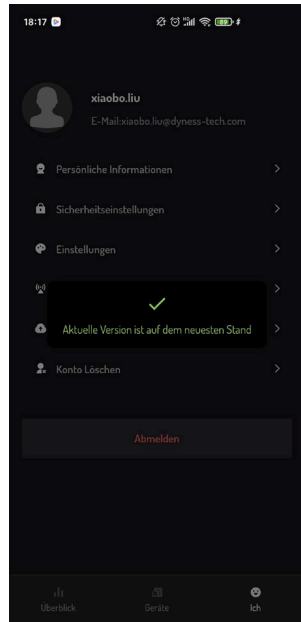 18:17
89
xiaobo.liu
E-Mail:xiaobo.liu@dyness-tech.com
Persönliche Informationen
Sicherheitseinstellungen
Einstellungen
Aktuelle Version ist auf dem neuesten Stand
Konto Löschen
Abmelden
Überblick
Geräte
Ich